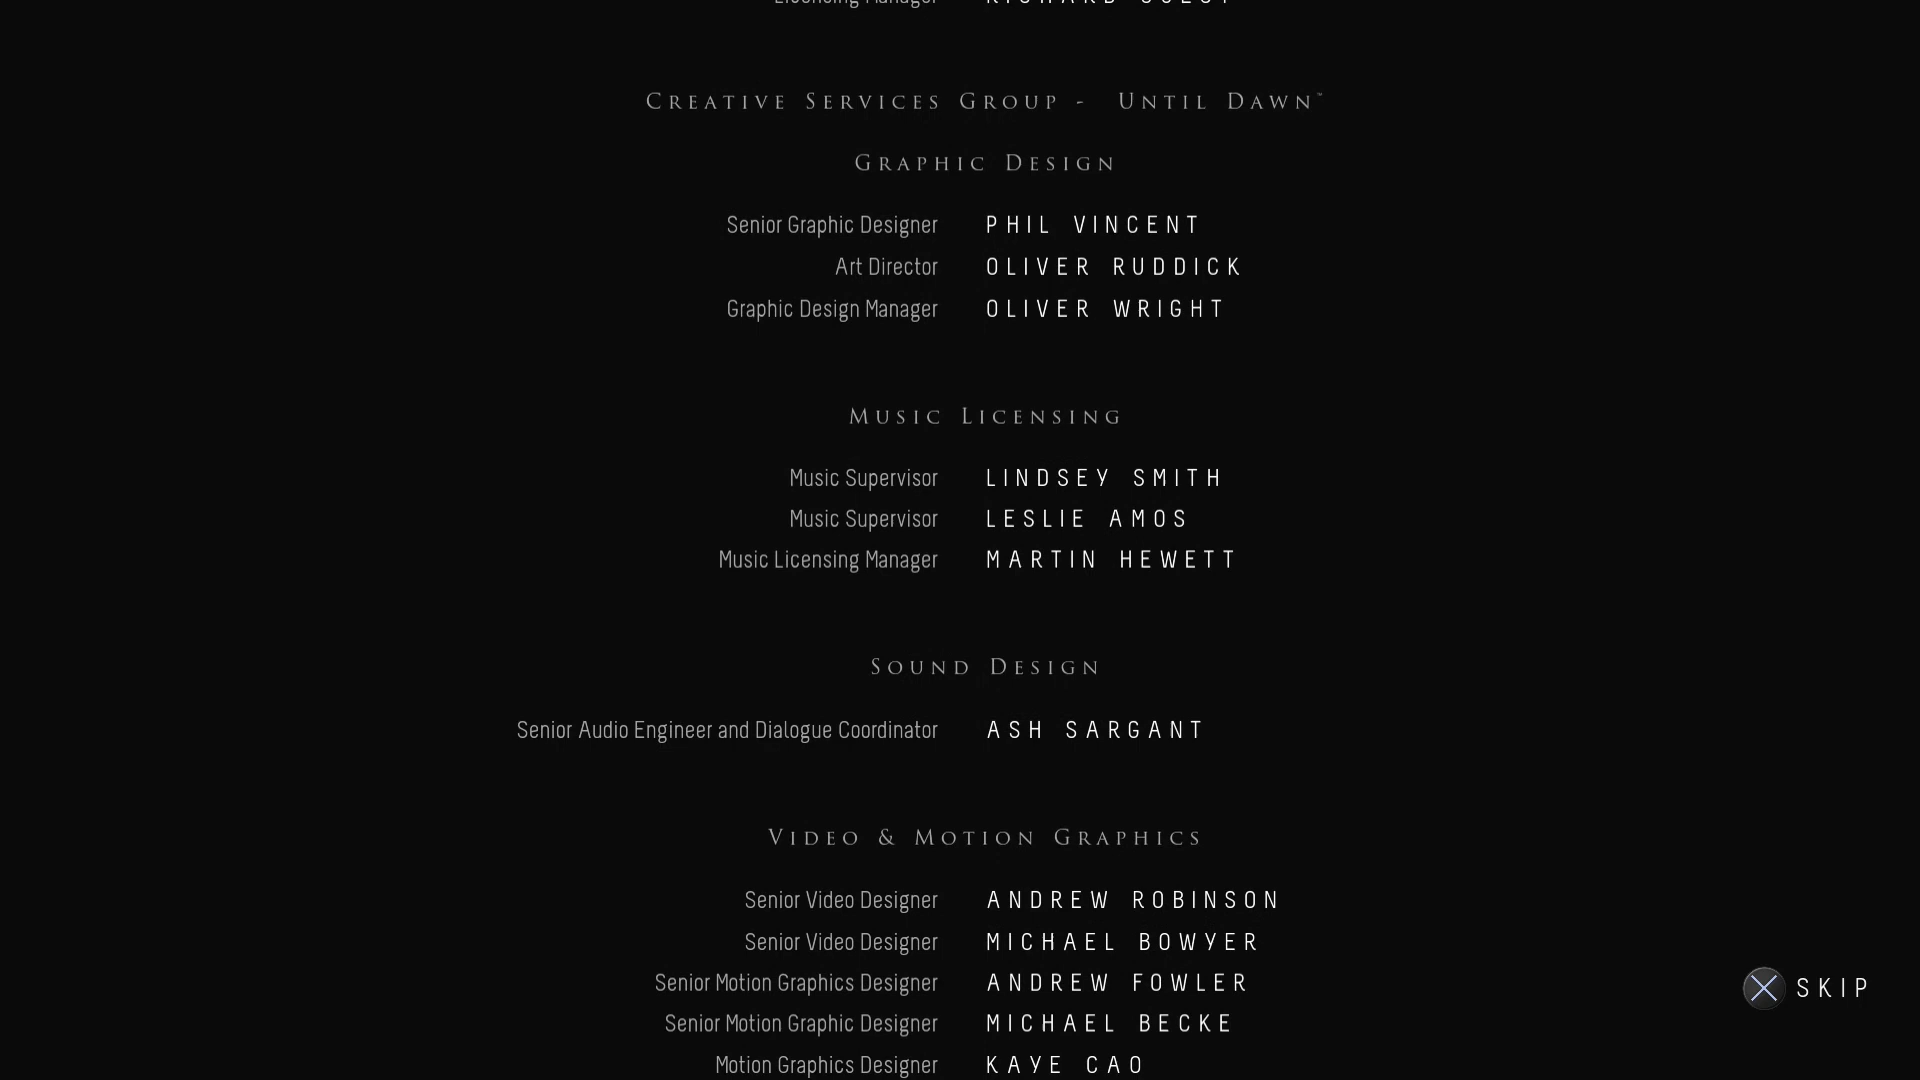 Licensing Manager
CREATIVE SERVICES GROUP - UNTIL DAWN™
GRAPHIC DESIGN
Senior Graphic Designer PHIL VINCENT
Art Director OLIVER RUDDICK
Graphic Design Manager OLIVER WRIGHT
MUSIC LICENSING
Music Supervisor LINDSEY SMITH
Music Supervisor LESLIE AMOS
Music Licensing Manager MARTIN HEWETT
SOUND DESIGN
Senior Audio Engineer and Dialogue Coordinator ASH SARGANT
VIDEO & MOTION GRAPHICS
Senior Video Designer ANDREW ROBINSON
Senior Video Designer MICHAEL BOWYER
Senior Motion Graphics Designer ANDREW FOWLER
Senior Motion Graphic Designer MICHAEL BECKE
SKIP
Motion Graphics Designer KAYE CAO